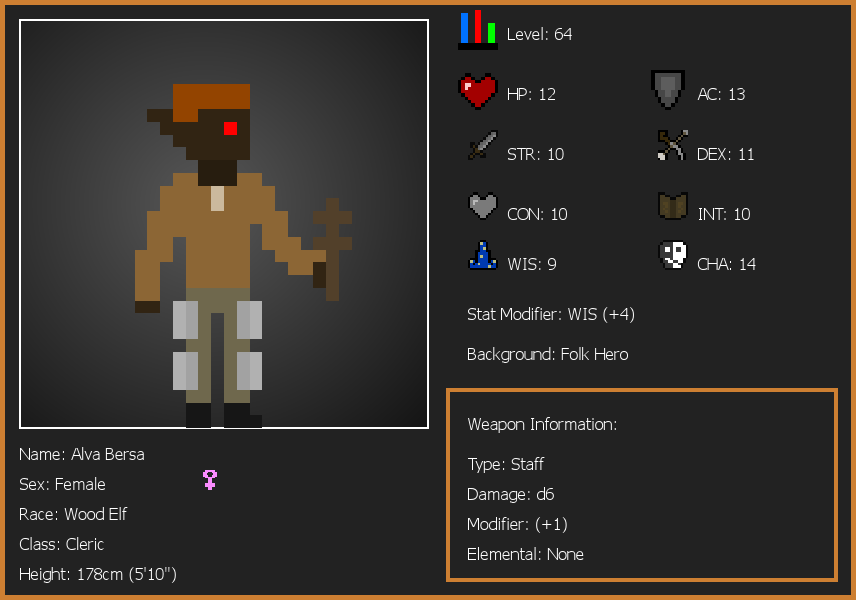 Level: 64
HP: 12
AC: 13
STR: 10
DEX: 11
CON: 10
INT: 10
WIS: 9
CHA: 14
Stat Modifier: WIS (+4)
Background: Folk Hero
Weapon Information:
Type: Staff
Damage: d6
Modifier: (+1)
Elemental: None
Name: Alva Bersa
Sex: Female
Race: Wood Elf
Class: Cleric
Height: 178cm (5'10")